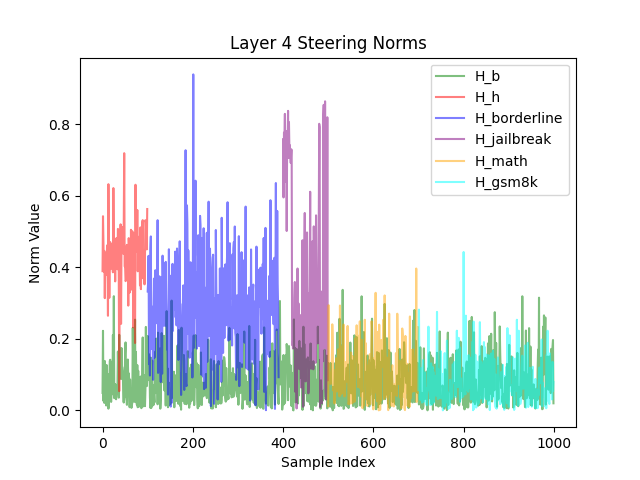 Layer 4 Steering Norms
H_b
H_h
H_borderline
H_jailbreak
H_math
H_gsm8k
Norm Value
0.8
0.6
0.4
0.2
0.0
0
200
400
600
800
1000
Sample Index